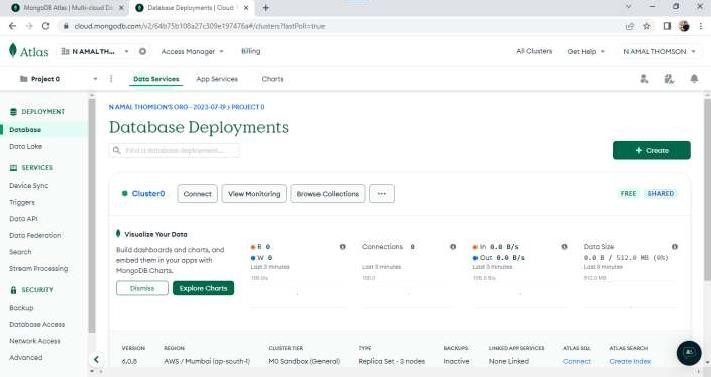 MongoDB Atlas | Multi-cloud Da
Database Deployments | Cloud:
cloud.mongodb.com/v2/64b75b108a27c309e197476a#/clusters?fastPoll=true
Atlas
N AMAL TH...
Access Manager
Billing
All Clusters
Get Help
N AMAL THOMSON
Project 0
Data Services
App Services
Charts
DEPLOYMENT
Database
Data Lake
SERVICES
Device Sync
Triggers
Data API
Data Federation
Search
Stream Processing
SECURITY
Backup
Database Access
Network Access
Advanced
N AMAL THOMSON'S ORG - 2023-07-19 > PROJECT 0
Database Deployments
Find a database deployment...
+ Create
Cluster0
Connect
View Monitoring
Browse Collections
...
FREE
SHARED
Visualize Your Data
Build dashboards and charts, and
embed them in your apps with
MongoDB Charts.
Dismiss
Explore Charts
R 0
W 0
Last 3 minutes
100.0/s
Connections 0
Last 3 minutes
100.0
In 0.0 B/s
Out 0.0 B/s
Last 3 minutes
100.0 B/s
Data Size
0.0 B / 512.0 MB (0%)
Last 3 minutes
512.0 MB
VERSION REGION CLUSTER TIER TYPE BACKUPS LINKED APP SERVICES ATLAS SQL ATLAS SEARCH
6.0.8 AWS / Mumbai (ap-south-1) M0 Sandbox (General) Replica Set - 3 nodes Inactive None Linked Connect Create Index